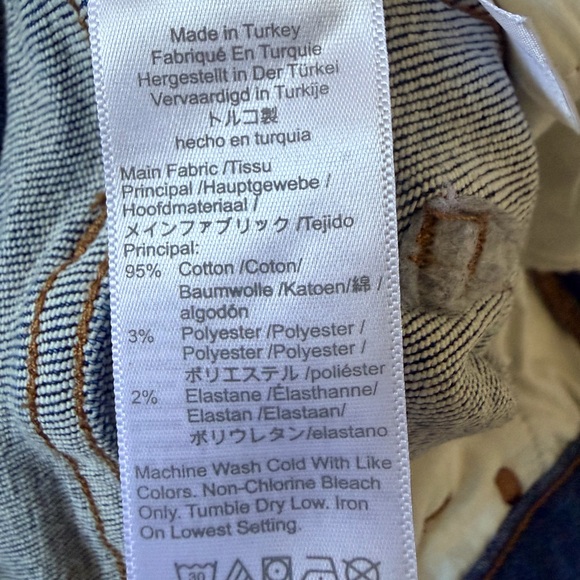 Made in Turkey
Fabriqué En Turquie
Hergestellt in Der Türkei
Vervaardigd in Turkije
トルコ製
hecho en turquia
Main Fabric /Tissu
Principal /Hauptgewebe /
Hoofdmateriaal /
メインファブリック /Tejido
Principal:
95% Cotton /Coton/
Baumwolle /Katoen/綿 /
algodón
3% Polyester /Polyester /
Polyester /Polyester /
ポリエステル /poliéster
2% Elastane /Élasthanne/
Elastan /Elastaan/
ポリウレタン/elastano
Machine Wash Cold With Like
Colors. Non-Chlorine Bleach
Only. Tumble Dry Low. Iron
On Lowest Setting.
30